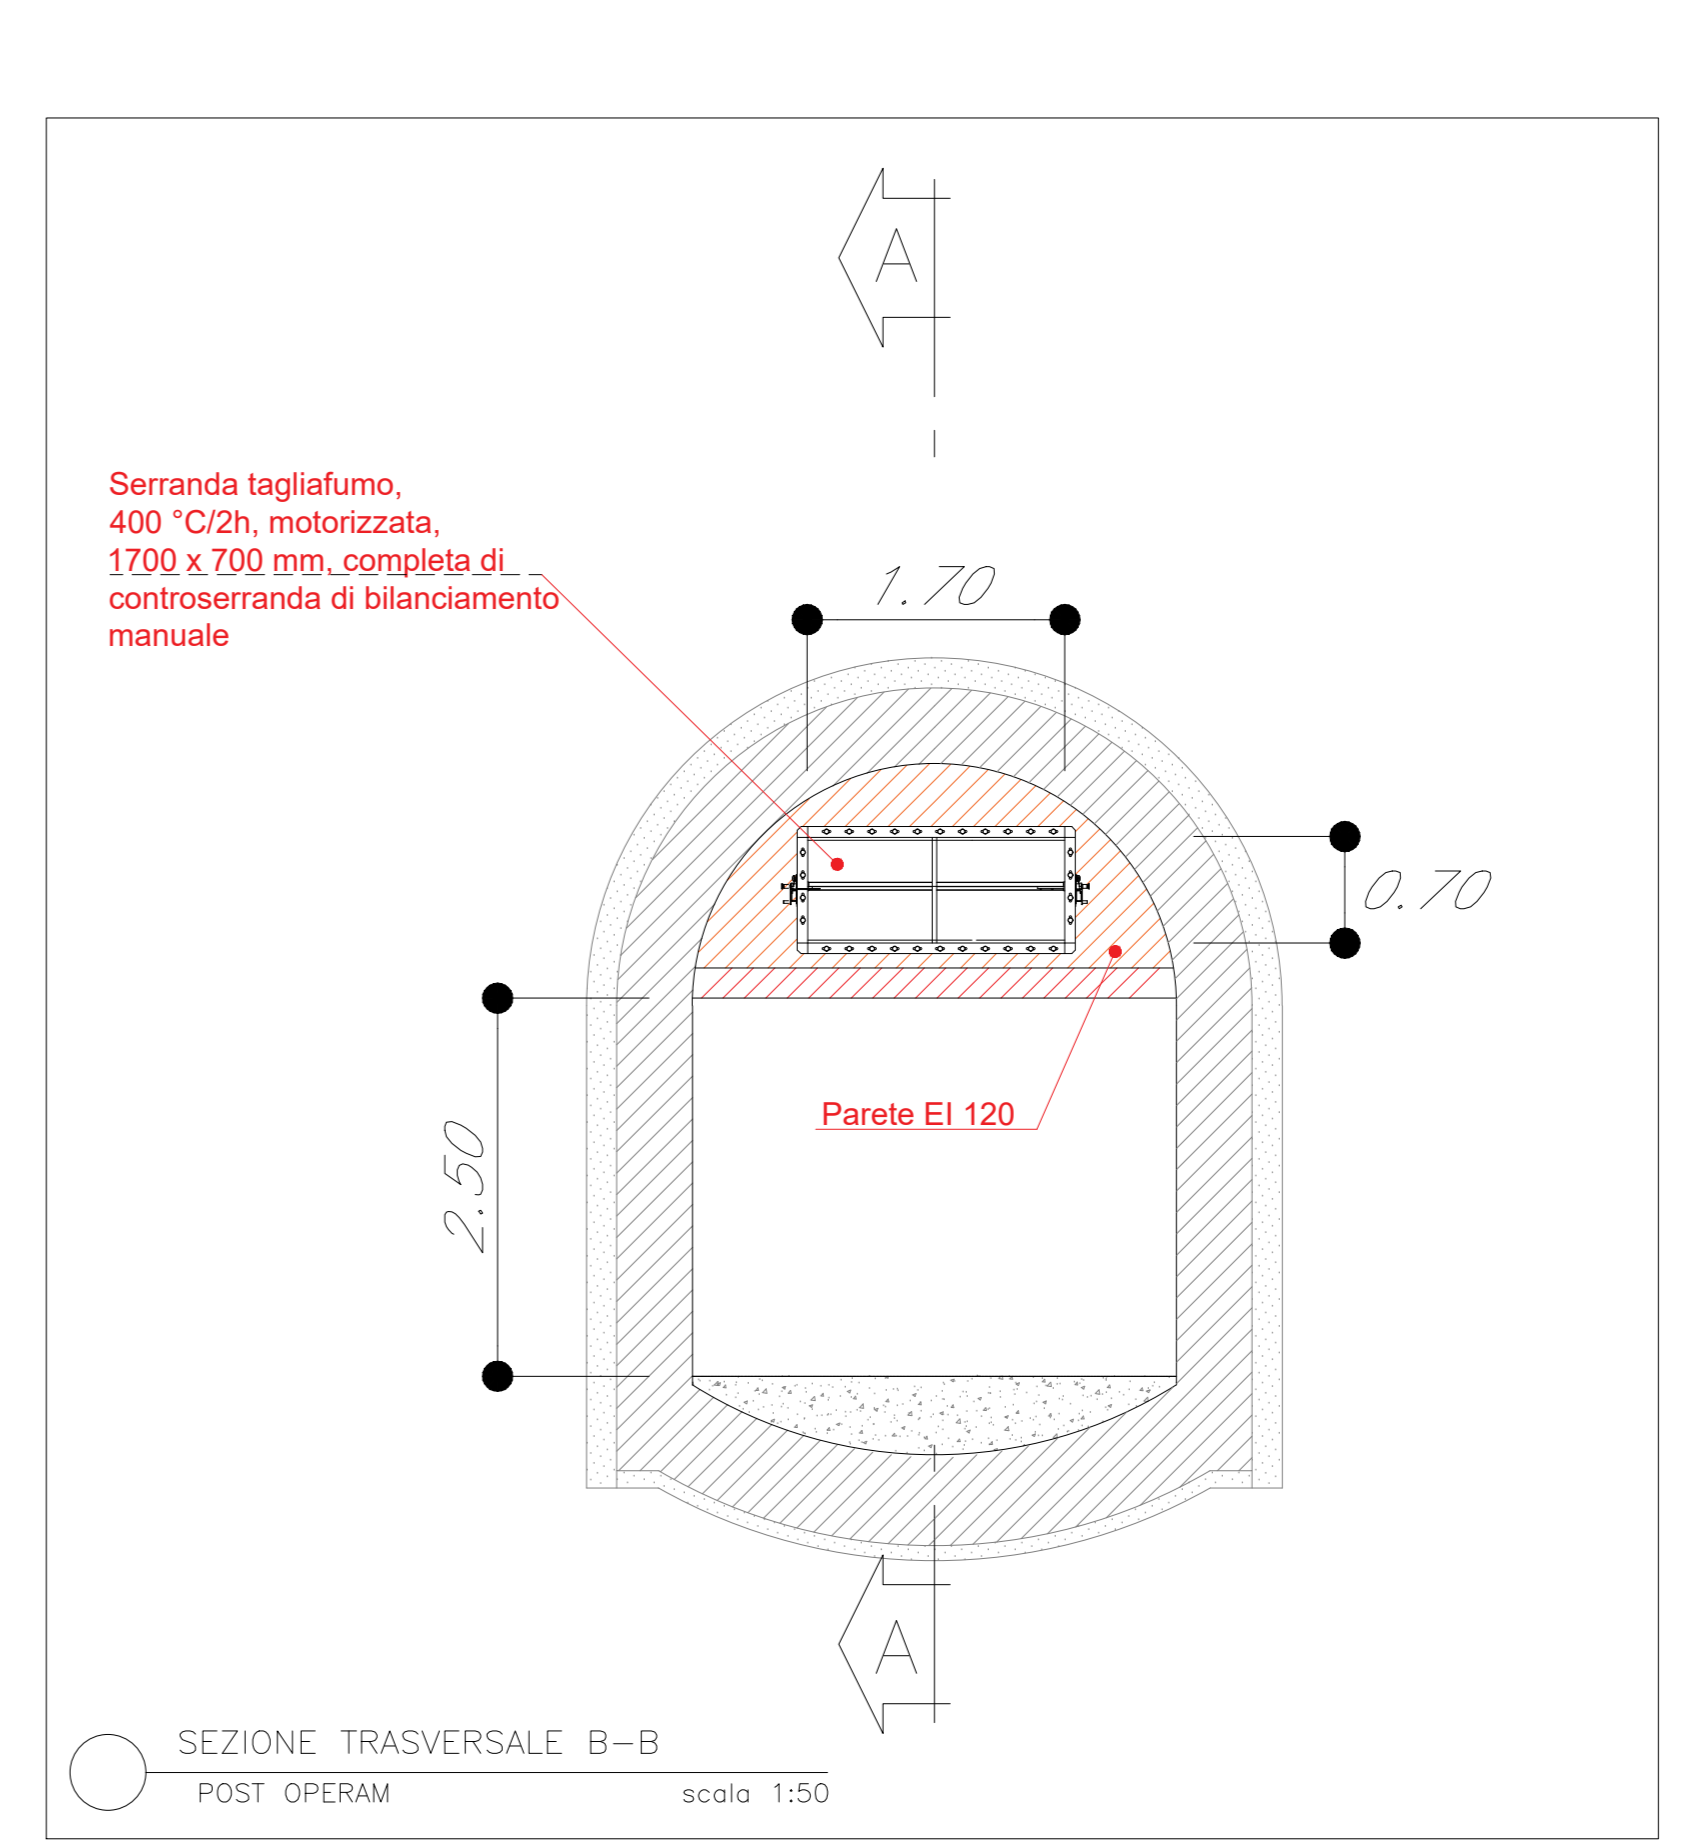 A
Serranda tagliafumo,
400 °C/2h, motorizzata,
1700 x 700 mm, completa di
controserranda di bilanciamento
manuale
1.70
0.70
2.50
Parete EI 120
A
SEZIONE TRASVERSALE B-B
POST OPERAM scala 1:50